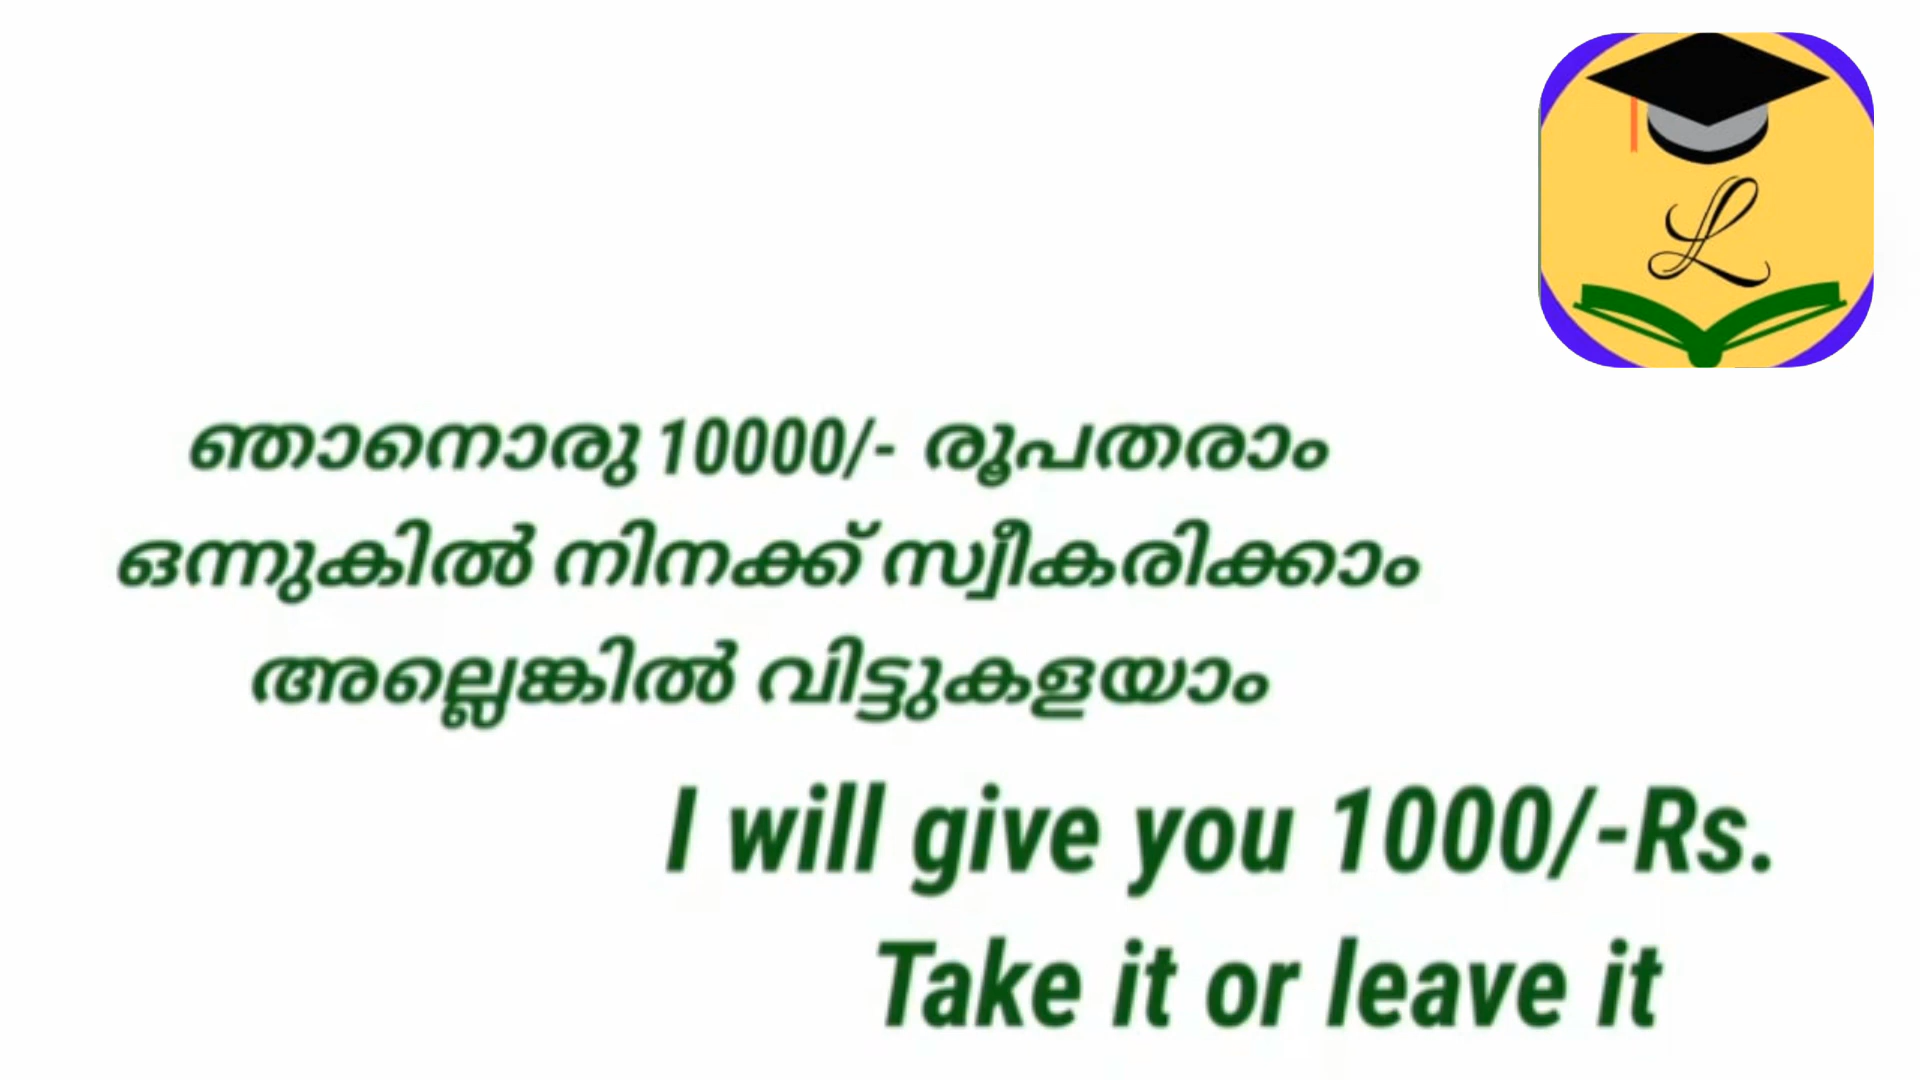 L
ഞാനൊരു 10000/- രൂപതരാം
ഒന്നുകിൽ നിനക്ക് സ്വീകരിക്കാം
അല്ലെങ്കിൽ വിട്ടുകളയാം
I will give you 1000/-Rs.
Take it or leave it